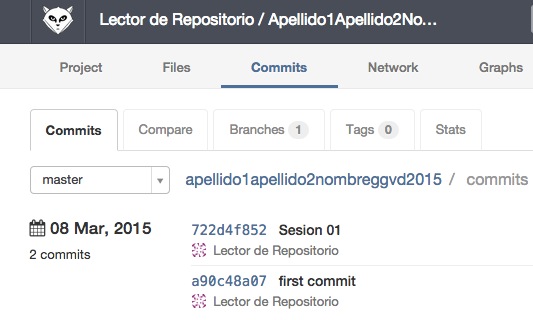 Lector de Repositorio / Apellido1Apellido2No...
Project Files Commits Network Graphs
Commits Compare Branches 1 Tags 0 Stats
master apellido1apellido2nombreggvd2015 / commits
08 Mar, 2015
2 commits
722d4f852 Sesion 01
Lector de Repositorio
a90c48a07 first commit
Lector de Repositorio